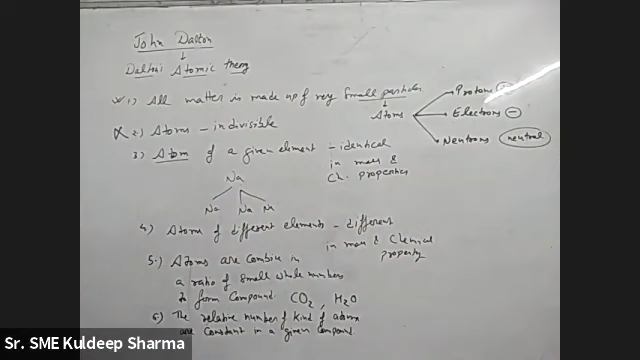 John Dalton
↓
Dalton's Atomic theory
1) All matter is made up of very small particles
↓
Atoms
Protons +
Electrons −
Neutrons neutral
2) Atoms - indivisible
3) Atom of a given element - identical
in mass &
Ch. properties
Na
Na Na Na
4.) Atoms of different elements - different
in mass & Chemical
property
5.) Atoms are combine in
a ratio of small whole numbers
to form Compound. CO2, H2O
6) The relative number & kind of atoms
are constant in a given compound.
Sr. SME Kuldeep Sharma